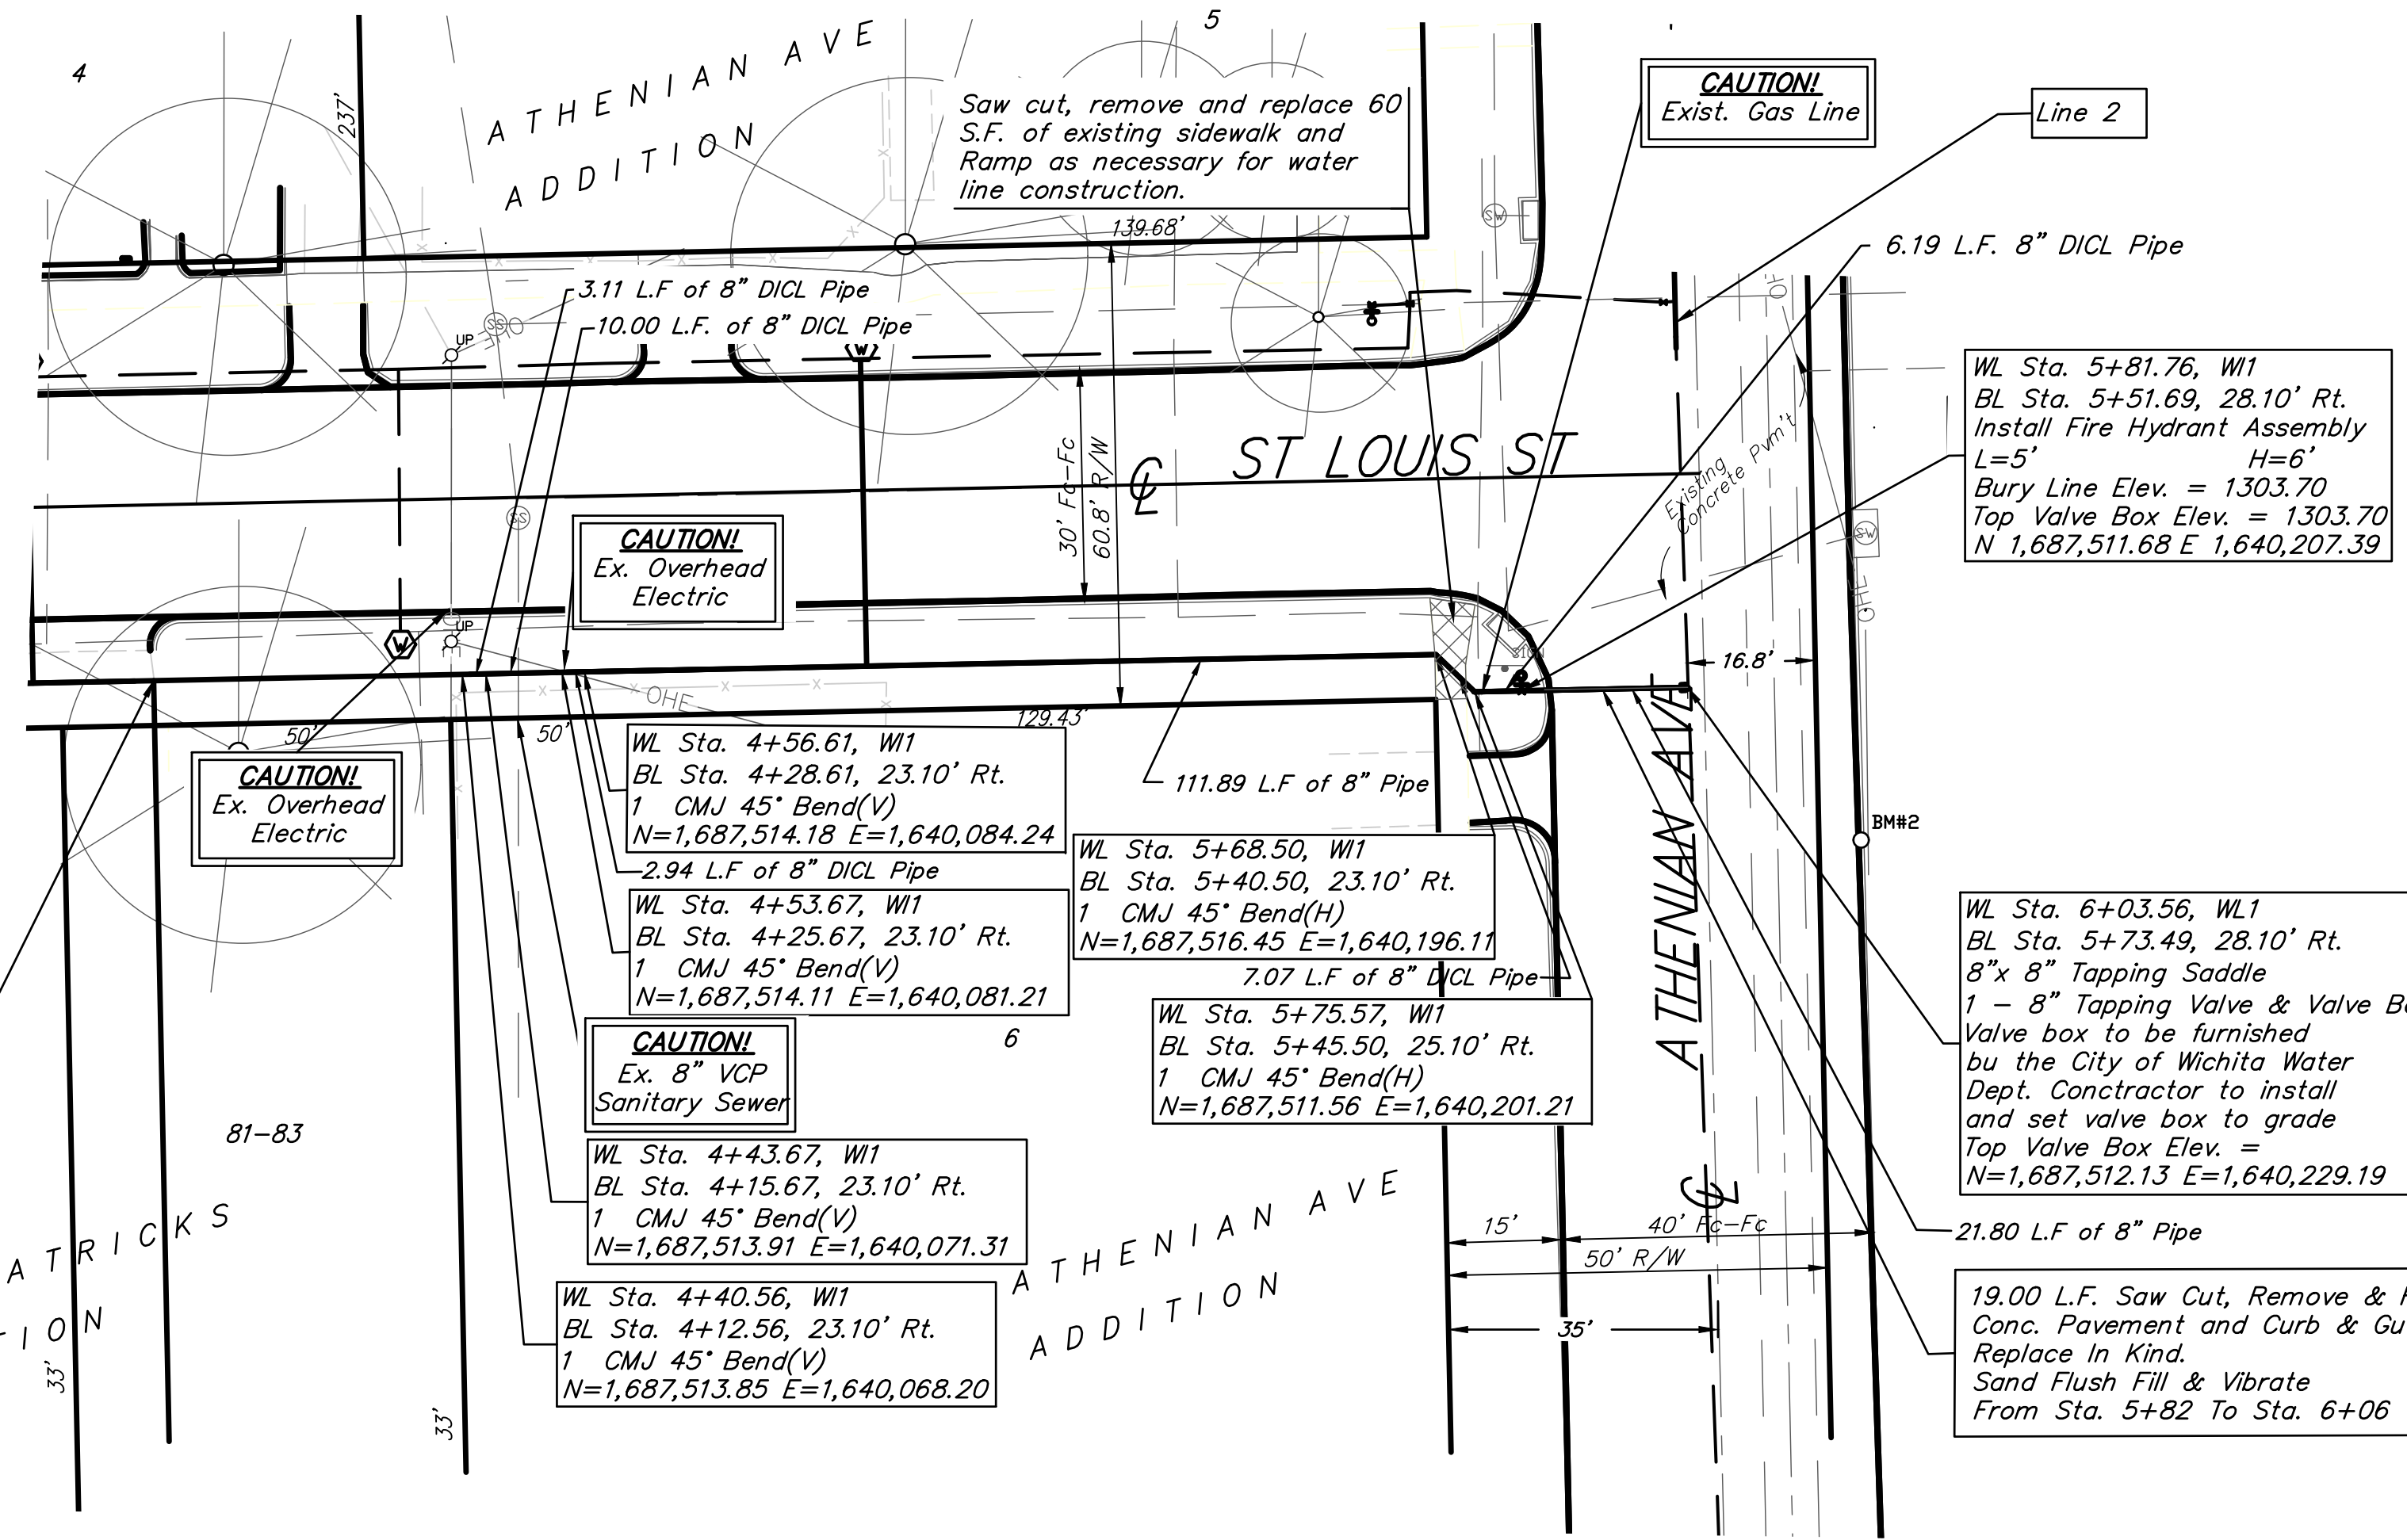 4
5
237'
ATHENIAN AVE
ADDITION
Saw cut, remove and replace 60
S.F. of existing sidewalk and
Ramp as necessary for water
line construction.
CAUTION!
Exist. Gas Line
Line 2
139.68'
SW
6.19 L.F. 8" DICL Pipe
3.11 L.F of 8" DICL Pipe
10.00 L.F. of 8" DICL Pipe
SS
UP
W
WL Sta. 5+81.76, WI1
BL Sta. 5+51.69, 28.10' Rt.
Install Fire Hydrant Assembly
L=5' H=6'
Bury Line Elev. = 1303.70
Top Valve Box Elev. = 1303.70
N 1,687,511.68 E 1,640,207.39
30' Fc-Fc
60.8' R/W
ST LOUIS ST
Existing
Concrete Pvm't
SS
SW
CAUTION!
Ex. Overhead
Electric
W
UP
SIGN
16.8'
OHE
50'
50'
129.43'
CAUTION!
Ex. Overhead
Electric
WL Sta. 4+56.61, WI1
BL Sta. 4+28.61, 23.10' Rt.
1 CMJ 45° Bend(V)
N=1,687,514.18 E=1,640,084.24
111.89 L.F of 8" Pipe
BM#2
2.94 L.F of 8" DICL Pipe
WL Sta. 4+53.67, WI1
BL Sta. 4+25.67, 23.10' Rt.
1 CMJ 45° Bend(V)
N=1,687,514.11 E=1,640,081.21
WL Sta. 5+68.50, WI1
BL Sta. 5+40.50, 23.10' Rt.
1 CMJ 45° Bend(H)
N=1,687,516.45 E=1,640,196.11
7.07 L.F of 8" DICL Pipe
ATHENIAN AVE
WL Sta. 6+03.56, WL1
BL Sta. 5+73.49, 28.10' Rt.
8"x 8" Tapping Saddle
1 - 8" Tapping Valve & Valve
Valve box to be furnished
bu the City of Wichita Water
Dept. Conctractor to install
and set valve box to grade
Top Valve Box Elev. =
N=1,687,512.13 E=1,640,229.19
CAUTION!
Ex. 8" VCP
Sanitary Sewer
6
WL Sta. 5+75.57, WI1
BL Sta. 5+45.50, 25.10' Rt.
1 CMJ 45° Bend(H)
N=1,687,511.56 E=1,640,201.21
81-83
WL Sta. 4+43.67, WI1
BL Sta. 4+15.67, 23.10' Rt.
1 CMJ 45° Bend(V)
N=1,687,513.91 E=1,640,071.31
ATRICKS
TION
ATHENIAN AVE
ADDITION
15'
40' Fc-Fc
50' R/W
35'
21.80 L.F of 8" Pipe
WL Sta. 4+40.56, WI1
BL Sta. 4+12.56, 23.10' Rt.
1 CMJ 45° Bend(V)
N=1,687,513.85 E=1,640,068.20
19.00 L.F. Saw Cut, Remove &
Conc. Pavement and Curb &
Replace In Kind.
Sand Flush Fill & Vibrate
From Sta. 5+82 To Sta. 6+06
33'
33'